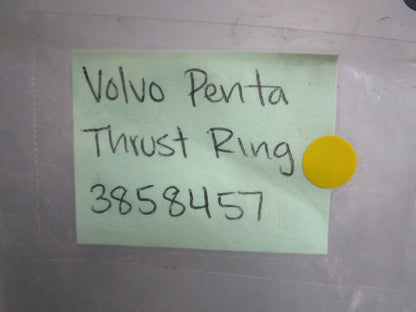 Volvo Penta
Thrust Ring
3858457